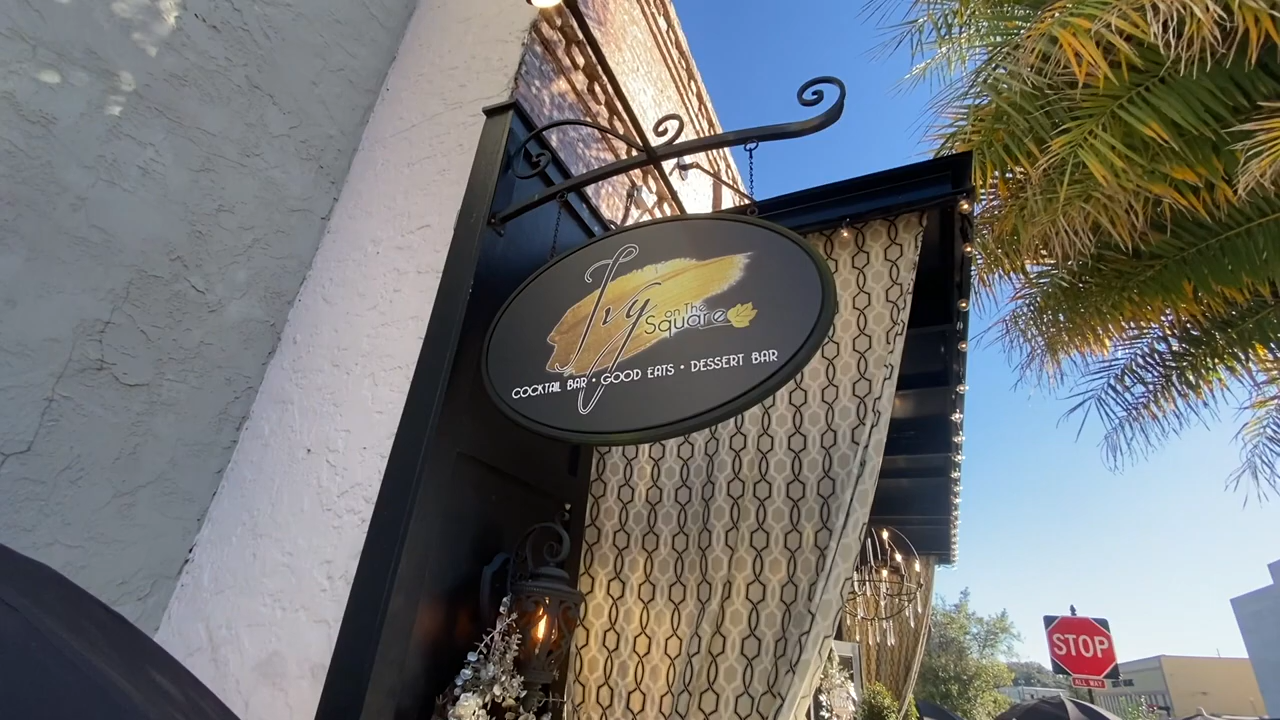 Ivy
on The
Square
COCKTAIL BAR • GOOD EATS • DESSERT BAR
STOP
ALL WAY